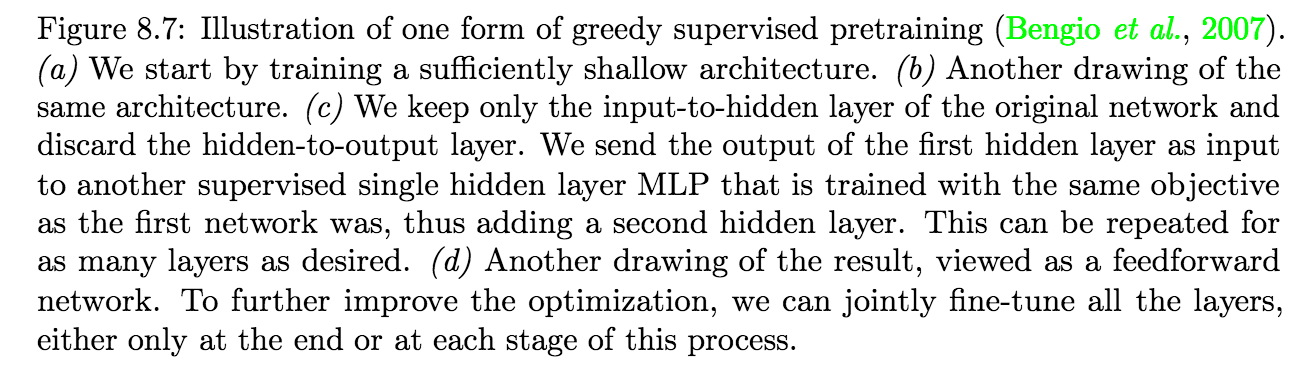 Figure 8.7: Illustration of one form of greedy supervised pretraining (Bengio et al., 2007).
(a) We start by training a sufficiently shallow architecture. (b) Another drawing of the
same architecture. (c) We keep only the input-to-hidden layer of the original network and
discard the hidden-to-output layer. We send the output of the first hidden layer as input
to another supervised single hidden layer MLP that is trained with the same objective
as the first network was, thus adding a second hidden layer. This can be repeated for
as many layers as desired. (d) Another drawing of the result, viewed as a feedforward
network. To further improve the optimization, we can jointly fine-tune all the layers,
either only at the end or at each stage of this process.